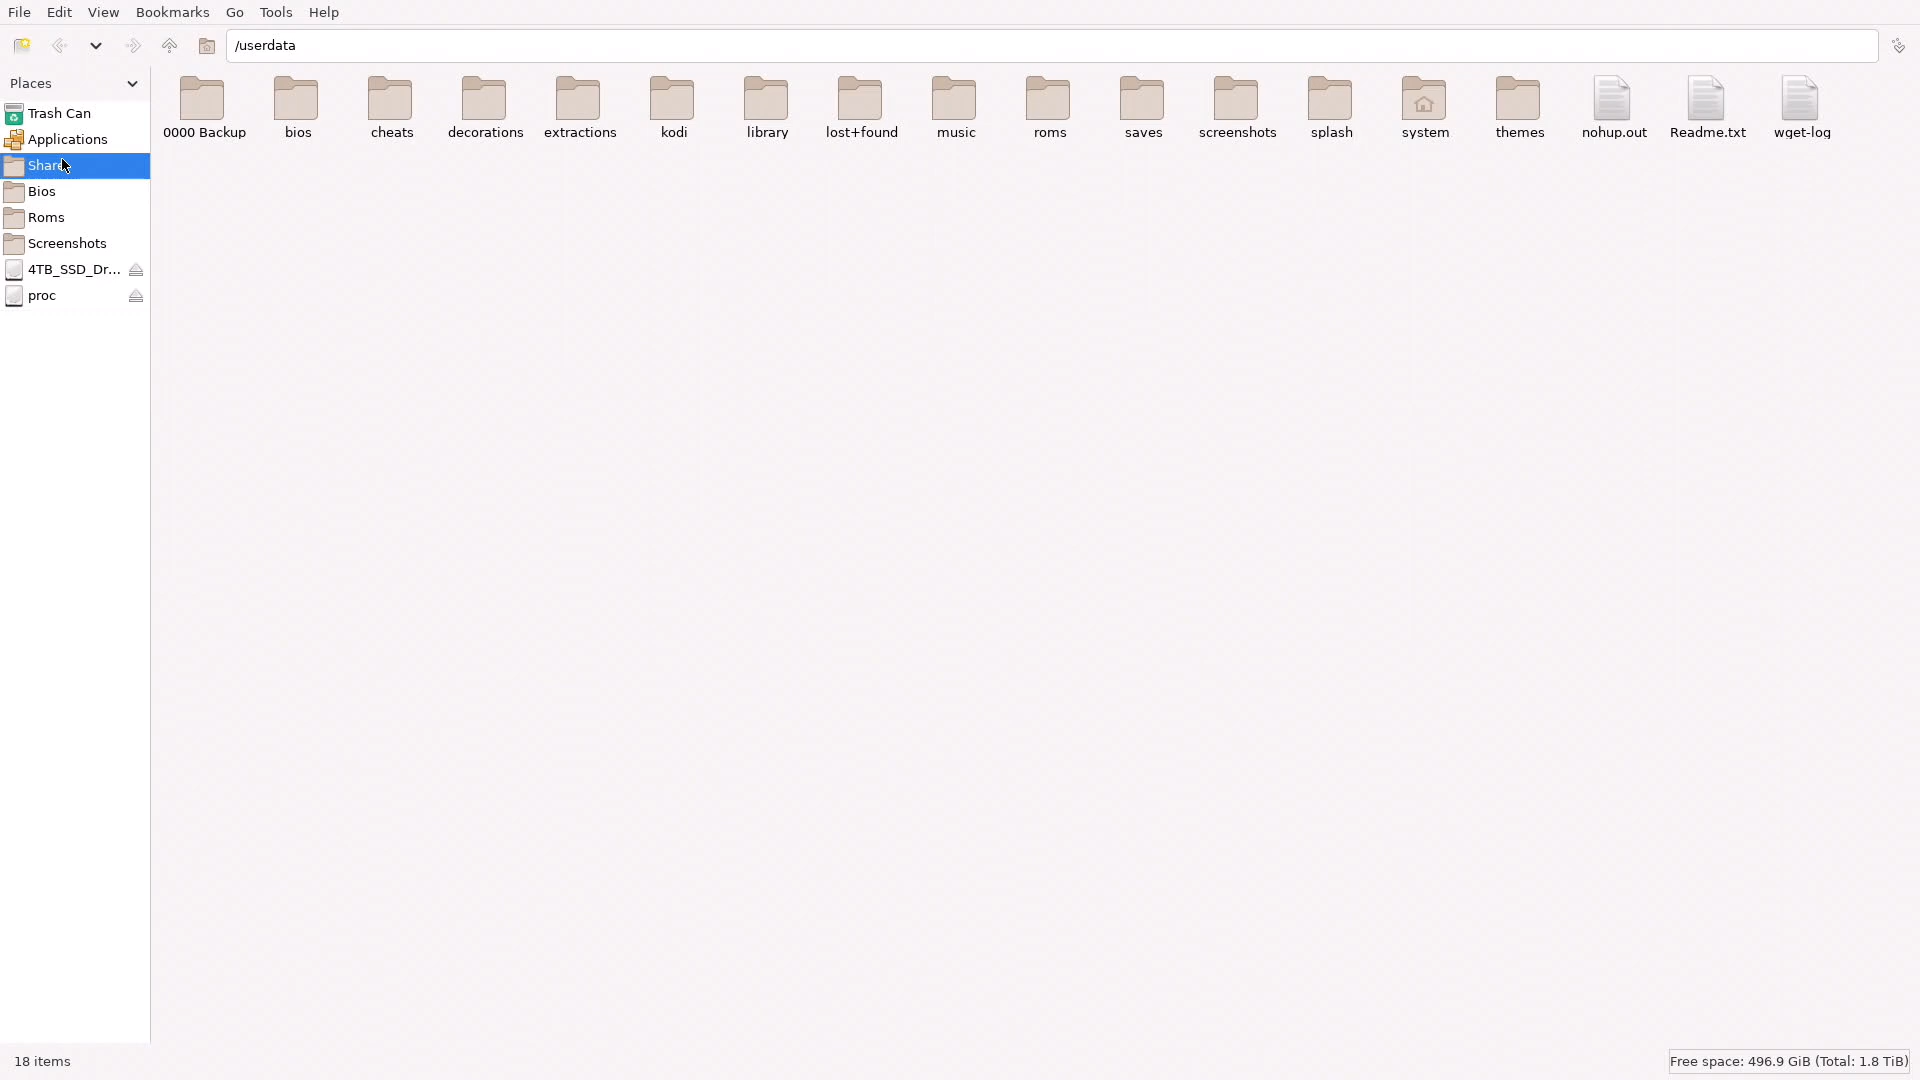 File Edit View Bookmarks Go Tools Help
/userdata
Places
Trash Can
Applications
Share
Bios
Roms
Screenshots
4TB_SSD_Dr...
proc
0000 Backup bios cheats decorations extractions kodi library lost+found music roms saves screenshots splash system themes nohup.out Readme.txt wget-log
18 items
Free space: 496.9 GiB (Total: 1.8 TiB)